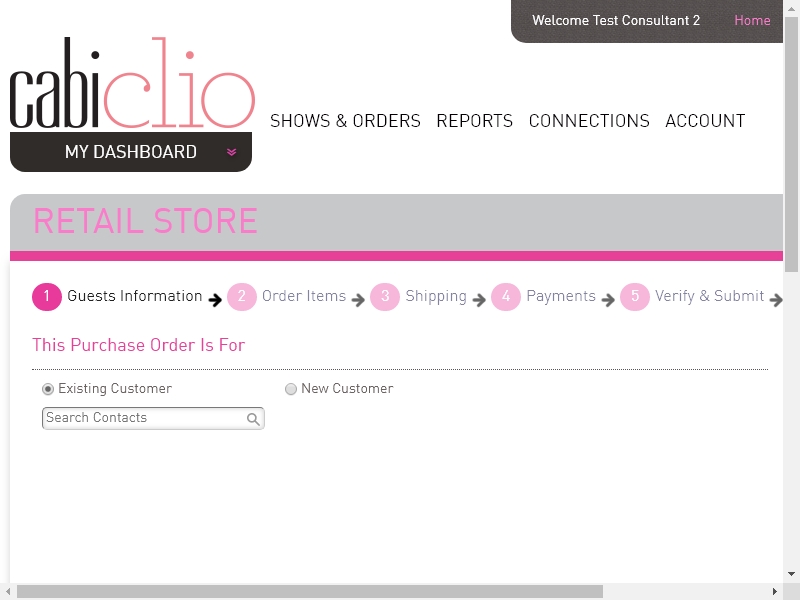 Welcome Test Consultant 2 Home
cabiclio
SHOWS & ORDERS REPORTS CONNECTIONS ACCOUNT
MY DASHBOARD
RETAIL STORE
1 Guests Information 2 Order Items 3 Shipping 4 Payments 5 Verify & Submit
This Purchase Order Is For
Existing Customer New Customer
Search Contacts